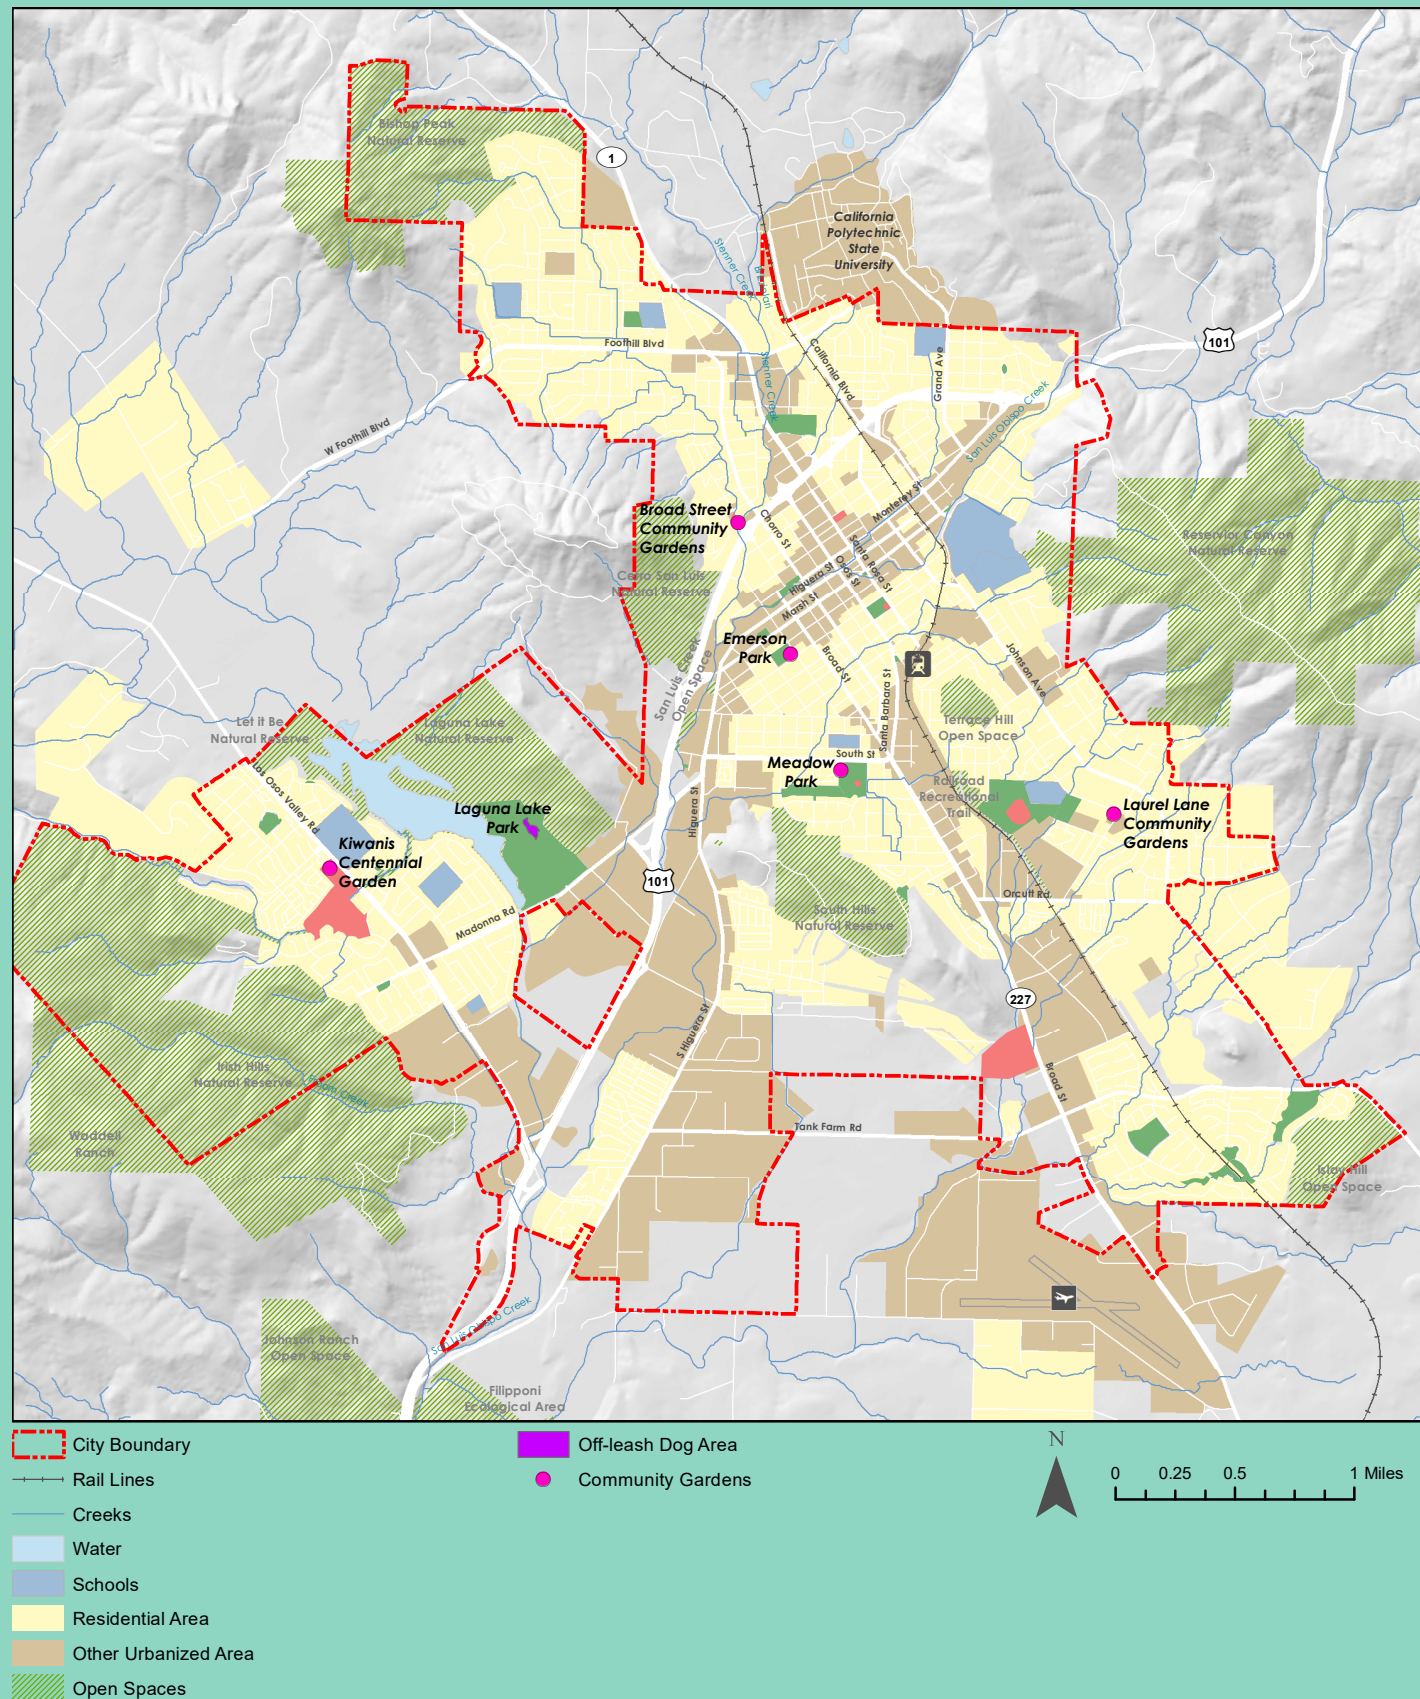 Bishop Peak
Natural Reserve
1
California
Polytechnic
State
University
Stenner Creek
Brizzolari
101
Foothill Blvd
California Blvd
Grand Ave
Stenner Creek
San Luis Obispo Creek
W Foothill Blvd
Monterey St
Broad Street
Community
Gardens
Chorro St
Santa Rosa St
Osos St
Reservior Canyon
Natural Reserve
Cerro San Luis
Natural Reserve
Higuera St
Marsh St
Emerson
Park
Broad St
Johnson Ave
San Luis Creek
Open Space
Santa Barbara St
Let it Be
Natural Reserve
Laguna Lake
Natural Reserve
Terrace Hill
Open Space
South St
Meadow
Park
Los Osos Valley Rd
Railroad
Recreational
Trail
Laguna Lake
Park
Higuera St
Laurel Lane
Community
Gardens
Kiwanis
Centennial
Garden
101
Orcutt Rd
Madonna Rd
South Hills
Natural Reserve
227
S Higuera St
Irish Hills
Natural Reserve
Froom Creek
Broad St
Tank Farm Rd
Waddell
Ranch
Islay Hill
Open Space
San Luis Obispo Creek
Johnson Ranch
Open Space
Filipponi
Ecological Area
City Boundary
Rail Lines
Creeks
Water
Schools
Residential Area
Other Urbanized Area
Open Spaces
Off-leash Dog Area
Community Gardens
N
0 0.25 0.5 1 Miles